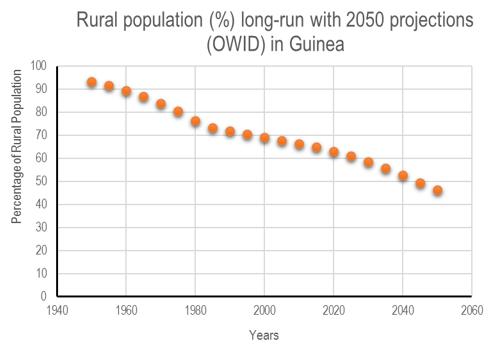 Rural population (%) long-run with 2050 projections
(OWID) in Guinea
Percentage of Rural Population
100
90
80
70
60
50
40
30
20
10
0
1940 1960 1980 2000 2020 2040 2060
Years